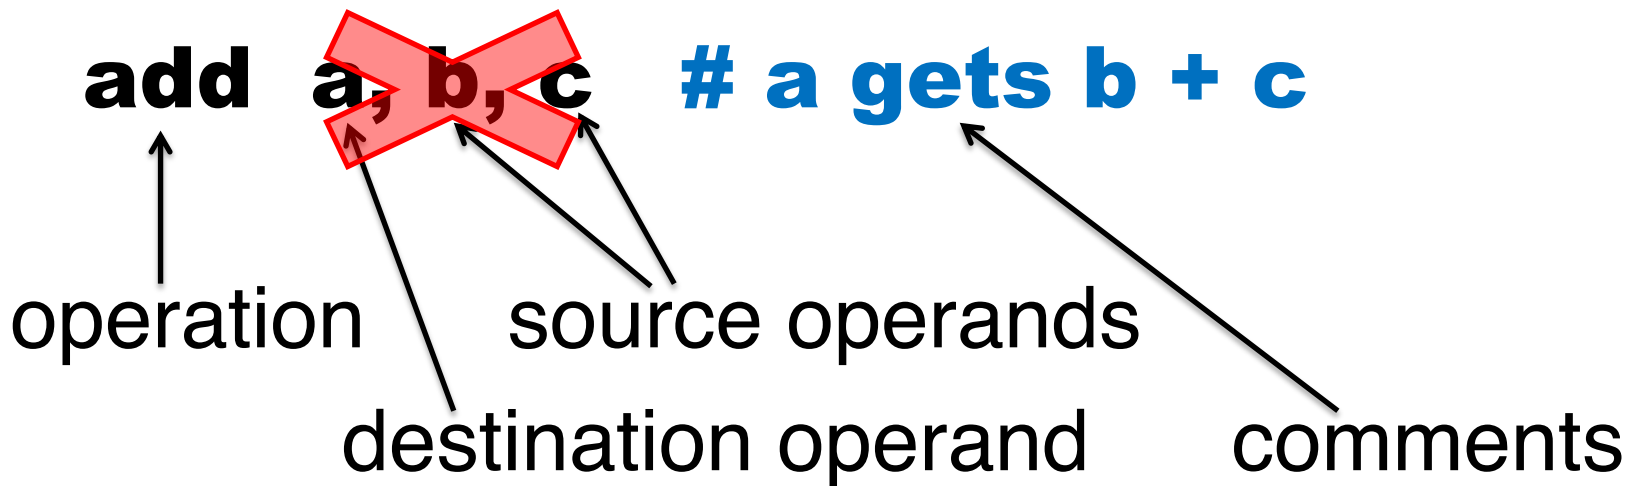 add a, b, c # a gets b + c
operation source operands
destination operand comments